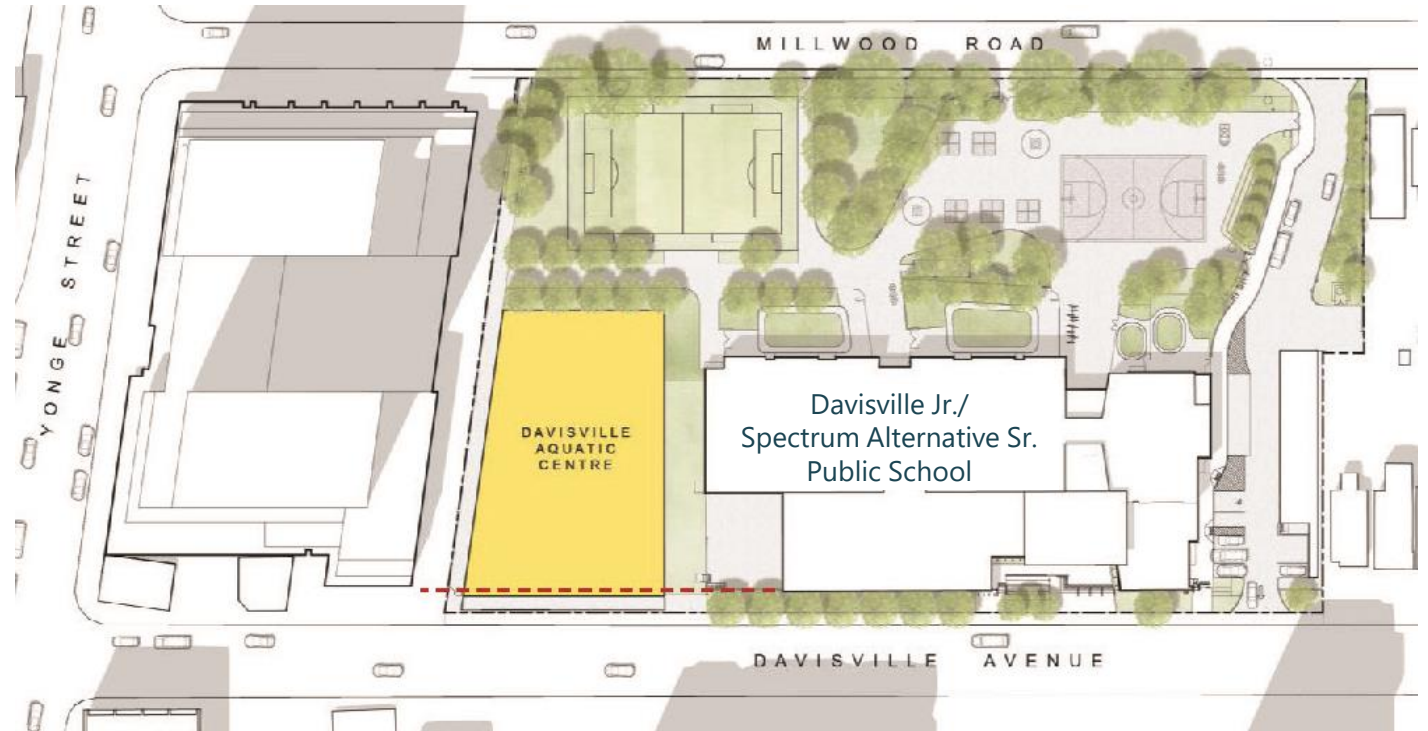 MILLWOOD ROAD
YONGE STREET
DAVISVILLE
AQUATIC
CENTRE
Davisville Jr./
Spectrum Alternative Sr.
Public School
DAVISVILLE AVENUE